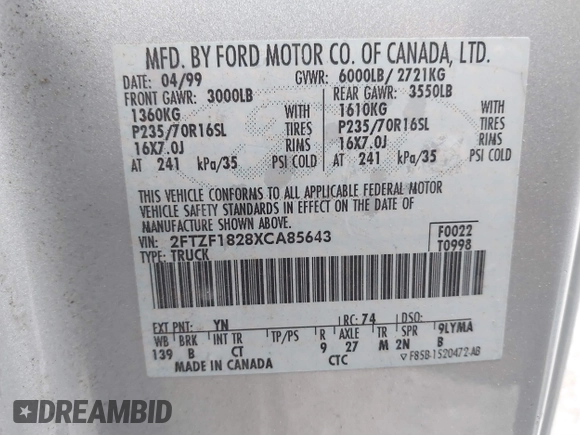 MFD. BY FORD MOTOR CO. OF CANADA, LTD.
DATE: 04/99 GVWR: 6000LB/ 2721KG
FRONT GAWR: 3000LB REAR GAWR: 3550LB
1360KG WITH 1610KG WITH
P235/70R16SL TIRES P235/70R16SL TIRES
16X7.0J RIMS 16X7.0J RIMS
AT 241 kPa/35 PSI COLD AT 241 kPa/35 PSI COLD
THIS VEHICLE CONFORMS TO ALL APPLICABLE FEDERAL MOTOR
VEHICLE SAFETY STANDARDS IN EFFECT ON THE DATE OF
MANUFACTURE SHOWN ABOVE.
VIN: 2FTZF1828XCA85643 F0022
TYPE: TRUCK T0998
EXT PNT: YN RC: 74 DSO:
WB BRK INT TR TP/PS R AXLE TR SPR 9LYMA
139 B CT 9 27 M 2N B
MADE IN CANADA CTC F85B-1520472-AB
DREAMBID